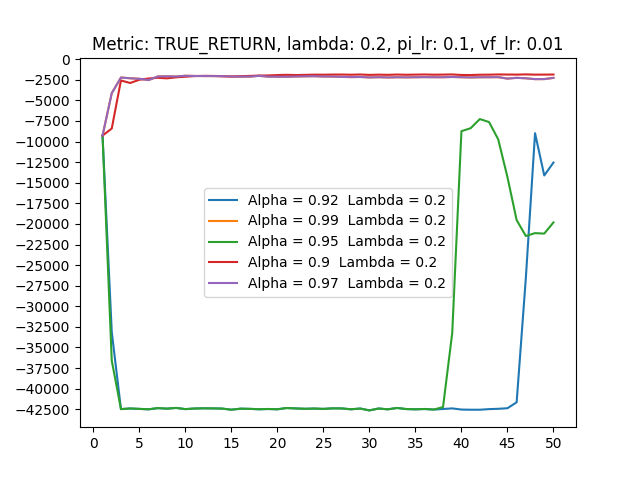 Metric: TRUE_RETURN, lambda: 0.2, pi_lr: 0.1, vf_lr: 0.01
0
−2500
−5000
−7500
−10000
−12500
−15000
−17500
−20000
−22500
−25000
−27500
−30000
−32500
−35000
−37500
−40000
−42500
Alpha = 0.92  Lambda = 0.2
Alpha = 0.99  Lambda = 0.2
Alpha = 0.95  Lambda = 0.2
Alpha = 0.9  Lambda = 0.2
Alpha = 0.97  Lambda = 0.2
0 5 10 15 20 25 30 35 40 45 50